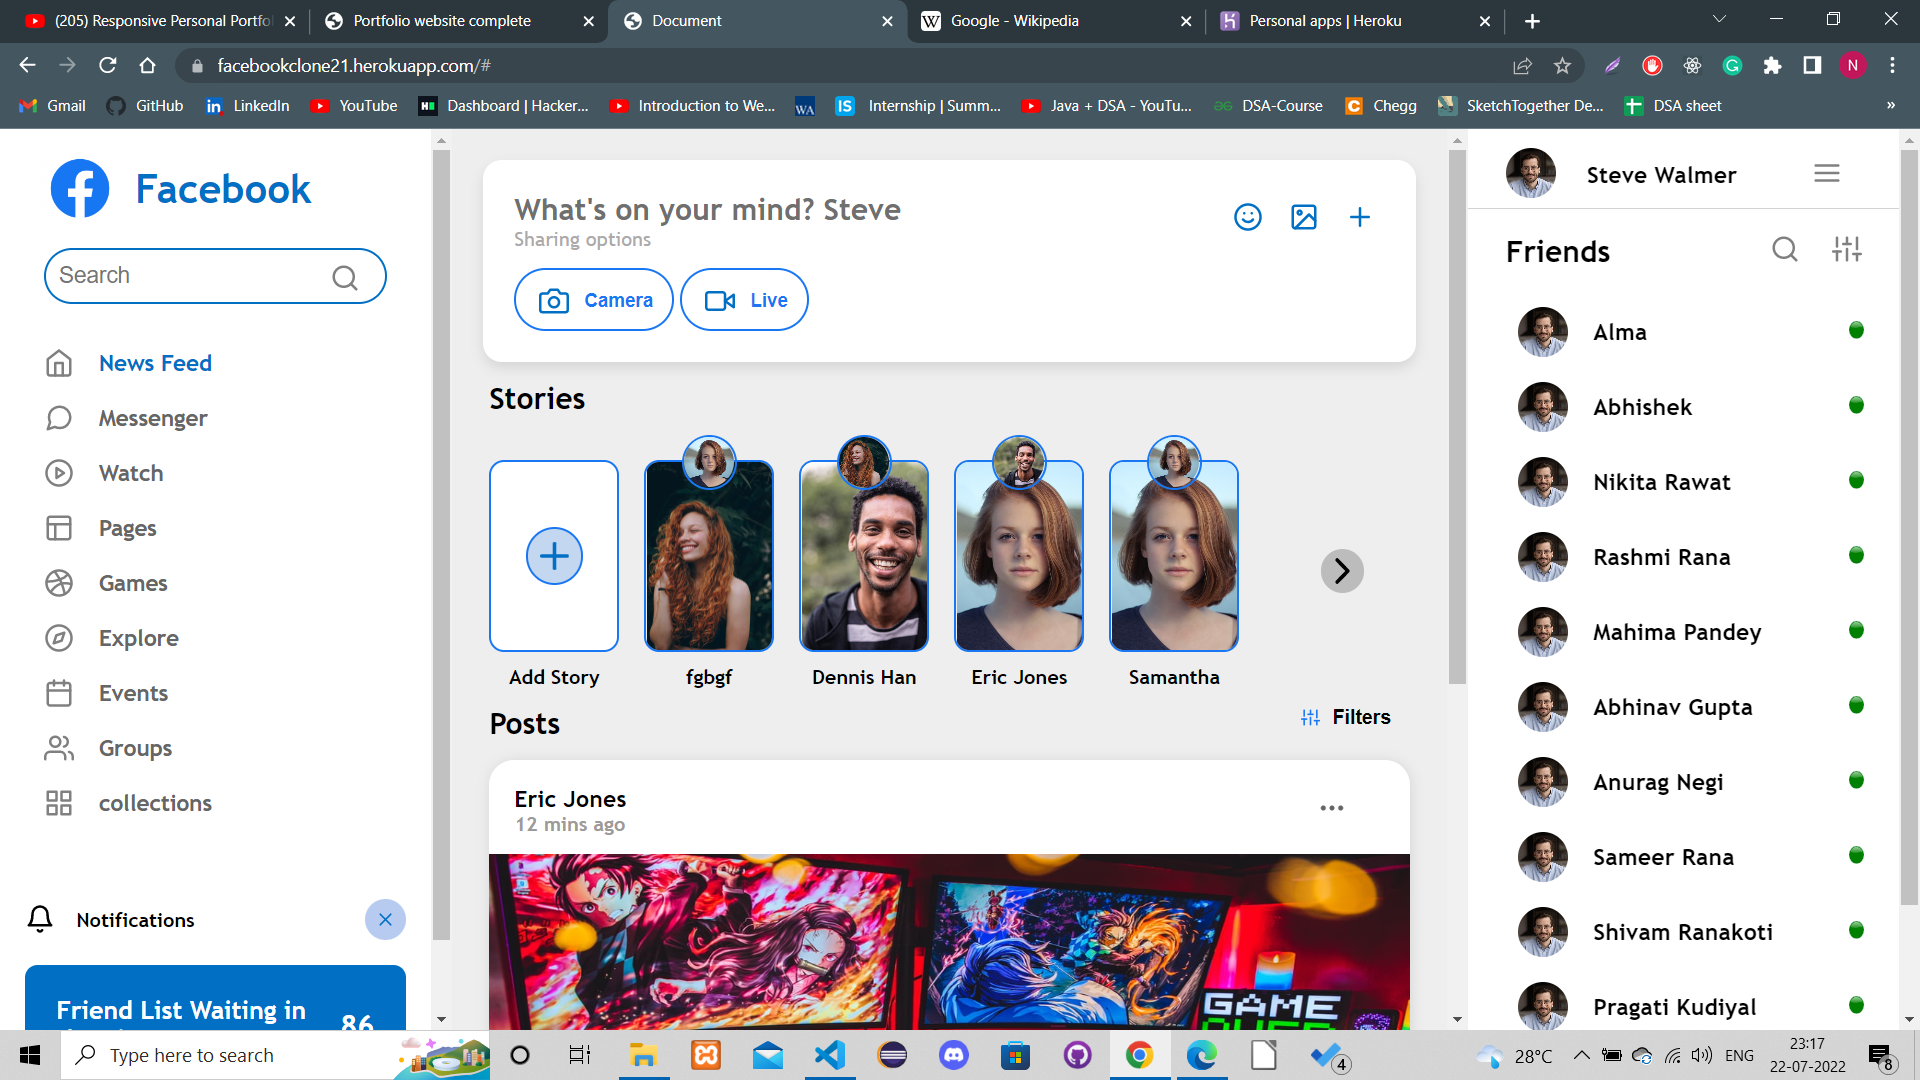 (205) Responsive Personal Portfo
Portfolio website complete
Document
Google - Wikipedia
Personal apps | Heroku
facebookclone21.herokuapp.com/#
N
Gmail
GitHub
LinkedIn
YouTube
Dashboard | Hacker...
Introduction to We...
WA
IS
Internship | Summ...
Java + DSA - YouTu...
DSA-Course
Chegg
SketchTogether De...
DSA sheet
»
Facebook
Search
News Feed
Messenger
Watch
Pages
Games
Explore
Events
Groups
collections
Notifications
Friend List Waiting in
86
What's on your mind? Steve
Sharing options
Camera
Live
Stories
Add Story
fgbgf
Dennis Han
Eric Jones
Samantha
Posts
Filters
Eric Jones
12 mins ago
GAME
OVER
Steve Walmer
Friends
Alma
Abhishek
Nikita Rawat
Rashmi Rana
Mahima Pandey
Abhinav Gupta
Anurag Negi
Sameer Rana
Shivam Ranakoti
Pragati Kudiyal
Type here to search
4
28°C
ENG
23:17
22-07-2022
8